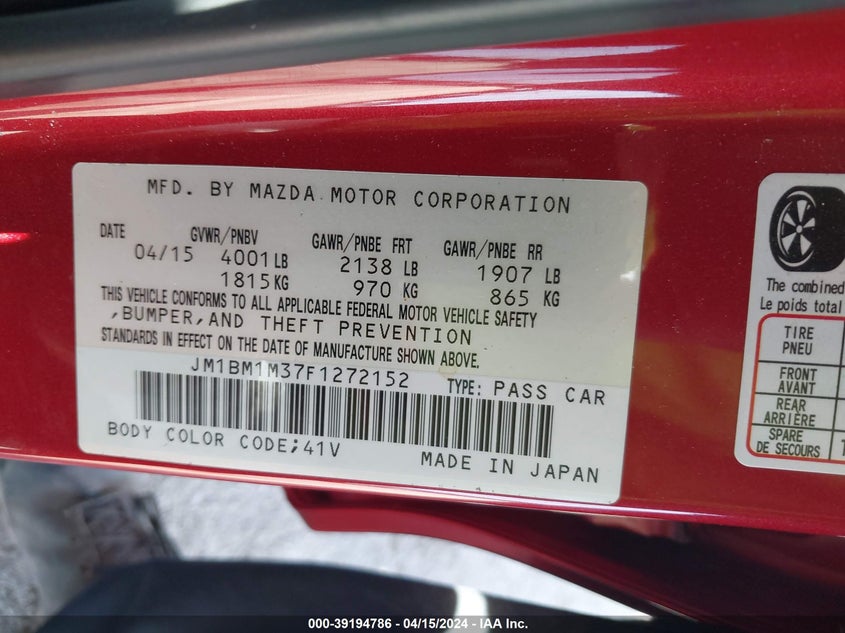 MFD. BY MAZDA MOTOR CORPORATION
DATE GVWR/PNBV GAWR/PNBE FRT GAWR/PNBE RR
04/15 4001 LB 2138 LB 1907 LB
1815 KG 970 KG 865 KG
THIS VEHICLE CONFORMS TO ALL APPLICABLE FEDERAL MOTOR VEHICLE SAFETY
,BUMPER,AND THEFT PREVENTION
STANDARDS IN EFFECT ON THE DATE OF MANUFACTURE SHOWN ABOVE.
JM1BM1M37F1272152 TYPE: PASS CAR
BODY COLOR CODE;41V
MADE IN JAPAN
The combined
Le poids total
TIRE
PNEU
FRONT
AVANT
REAR
ARRIÈRE
SPARE
DE SECOURS
000-39194786 - 04/15/2024 - IAA Inc.